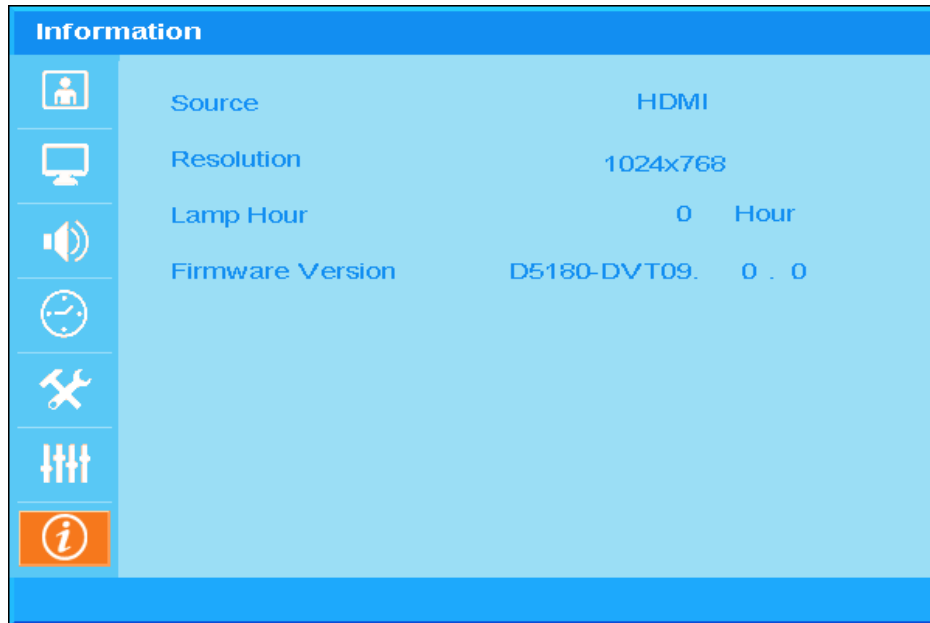 Information
Source HDMI
Resolution 1024x768
Lamp Hour 0 Hour
Firmware Version D5180-DVT09. 0 . 0